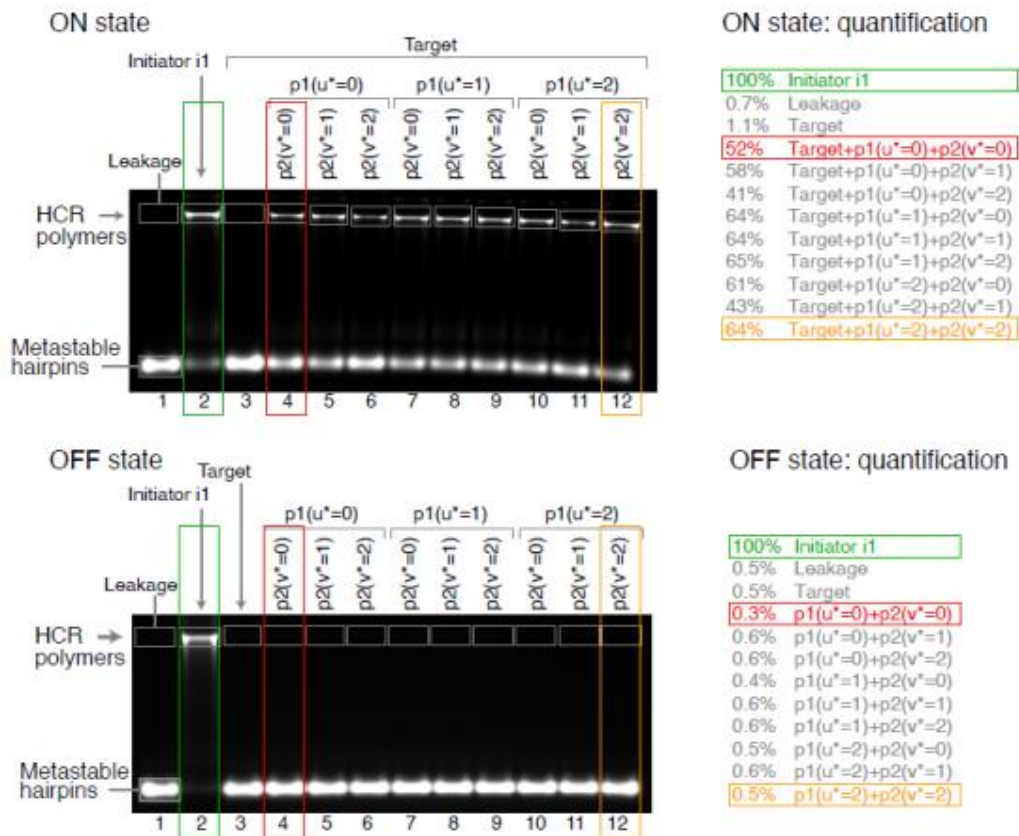 ON state
Target
Initiator i1
p1(u*=0)
p1(u*=1)
p1(u*=2)
p2(v*=0)
p2(v*=1)
p2(v*=2)
p2(v*=0)
p2(v*=1)
p2(v*=2)
p2(v*=0)
p2(v*=1)
p2(v*=2)
Leakage
HCR
polymers
Metastable
hairpins
1 2 3 4 5 6 7 8 9 10 11 12
ON state: quantification
100% Initiator i1
0.7% Leakage
1.1% Target
52% Target+p1(u*=0)+p2(v*=0)
58% Target+p1(u*=0)+p2(v*=1)
41% Target+p1(u*=0)+p2(v*=2)
64% Target+p1(u*=1)+p2(v*=0)
64% Target+p1(u*=1)+p2(v*=1)
65% Target+p1(u*=1)+p2(v*=2)
61% Target+p1(u*=2)+p2(v*=0)
43% Target+p1(u*=2)+p2(v*=1)
64% Target+p1(u*=2)+p2(v*=2)
OFF state
Target
Initiator i1
p1(u*=0)
p1(u*=1)
p1(u*=2)
p2(v*=0)
p2(v*=1)
p2(v*=2)
p2(v*=0)
p2(v*=1)
p2(v*=2)
p2(v*=0)
p2(v*=1)
p2(v*=2)
Leakage
HCR
polymers
Metastable
hairpins
1 2 3 4 5 6 7 8 9 10 11 12
OFF state: quantification
100% Initiator i1
0.5% Leakage
0.5% Target
0.3% p1(u*=0)+p2(v*=0)
0.6% p1(u*=0)+p2(v*=1)
0.6% p1(u*=0)+p2(v*=2)
0.4% p1(u*=1)+p2(v*=0)
0.6% p1(u*=1)+p2(v*=1)
0.6% p1(u*=1)+p2(v*=2)
0.5% p1(u*=2)+p2(v*=0)
0.6% p1(u*=2)+p2(v*=1)
0.5% p1(u*=2)+p2(v*=2)